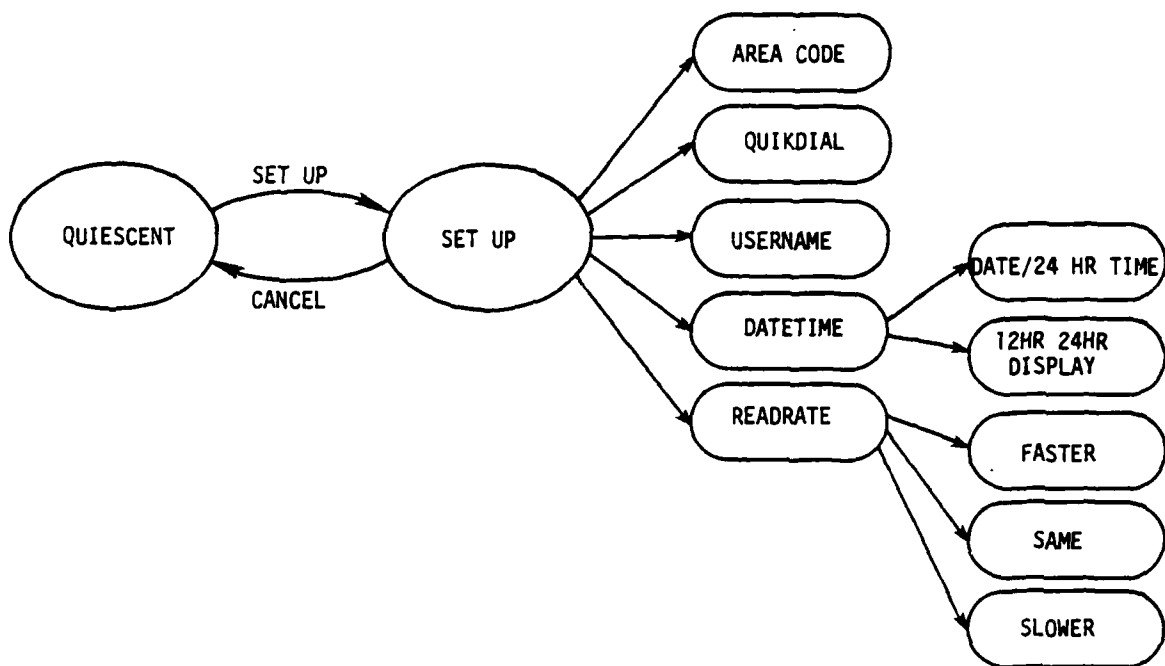 AREA CODE
QUIKDIAL
SET UP
QUIESCENT
SET UP
USERNAME
CANCEL
DATE/24 HR TIME
DATETIME
12HR 24HR
DISPLAY
READRATE
FASTER
SAME
SLOWER